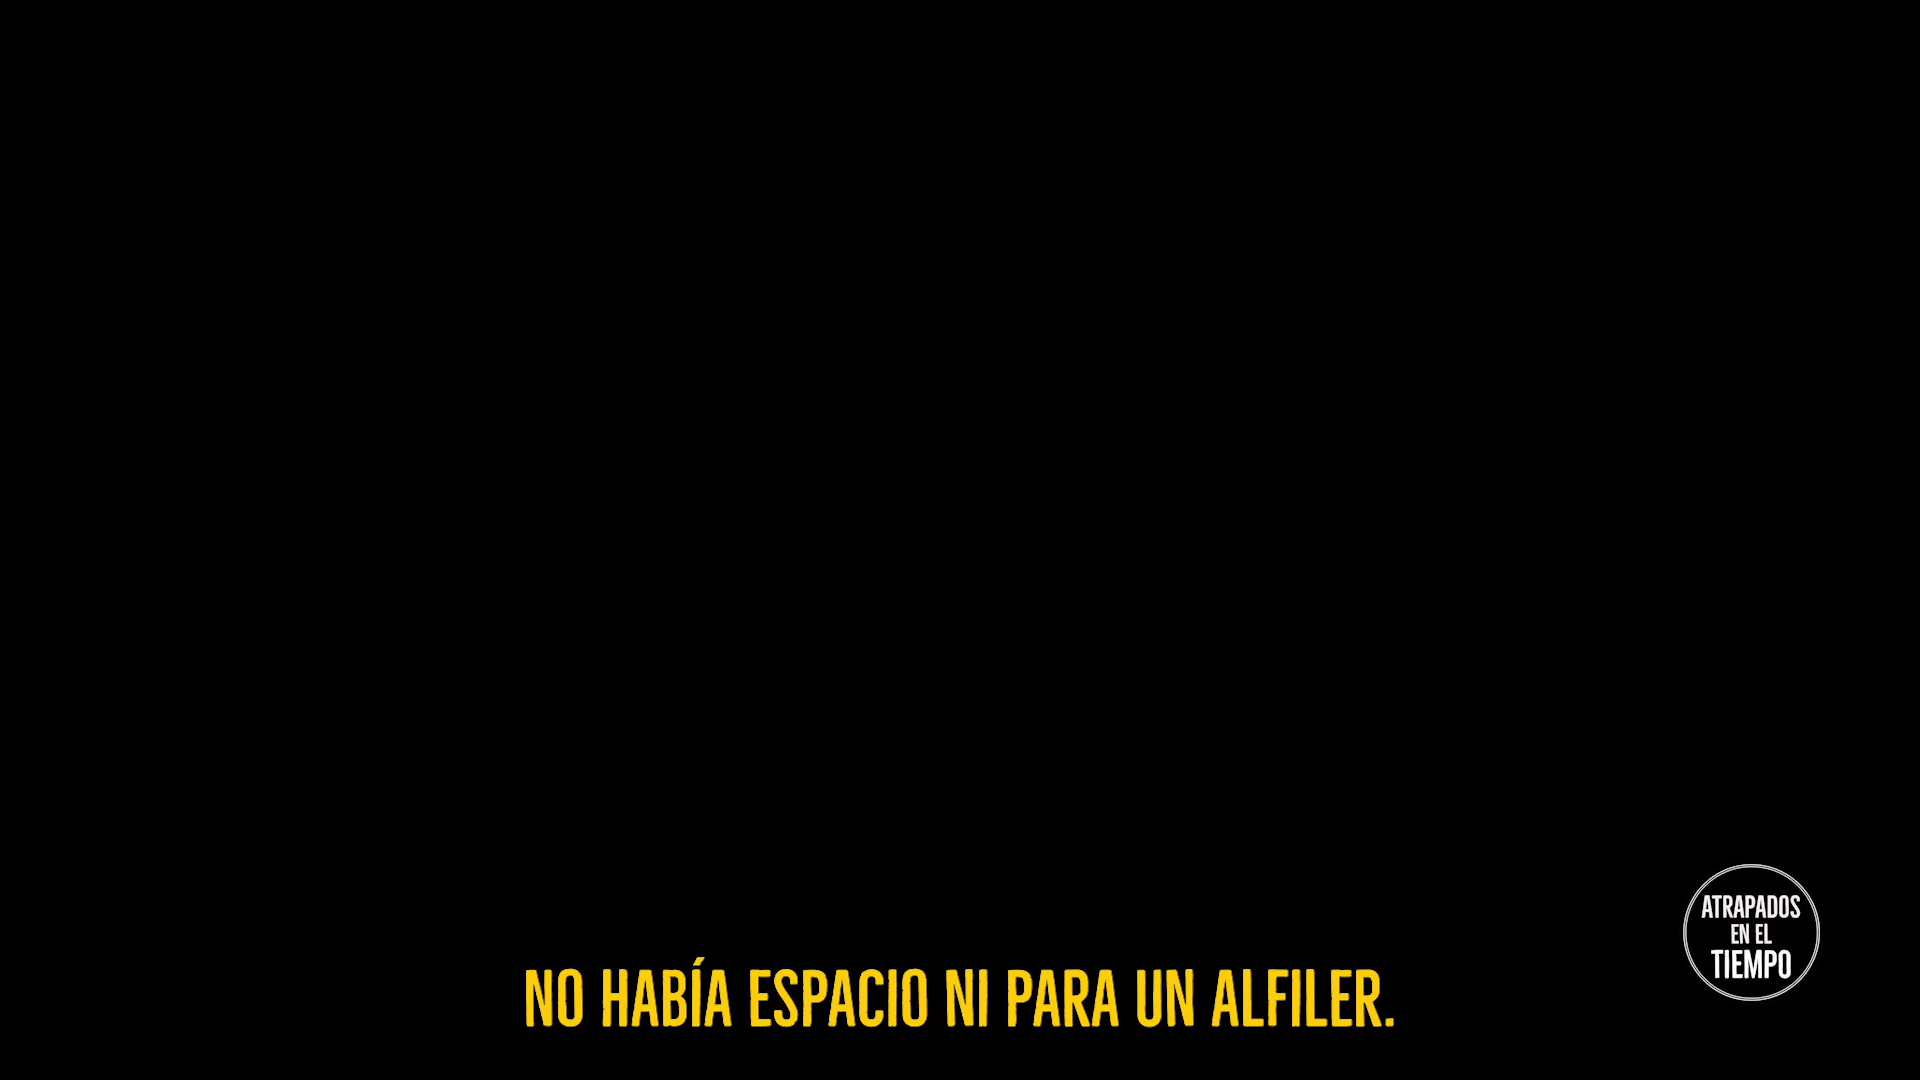 ATRAPADOS
EN EL
TIEMPO
NO HABÍA ESPACIO NI PARA UN ALFILER.